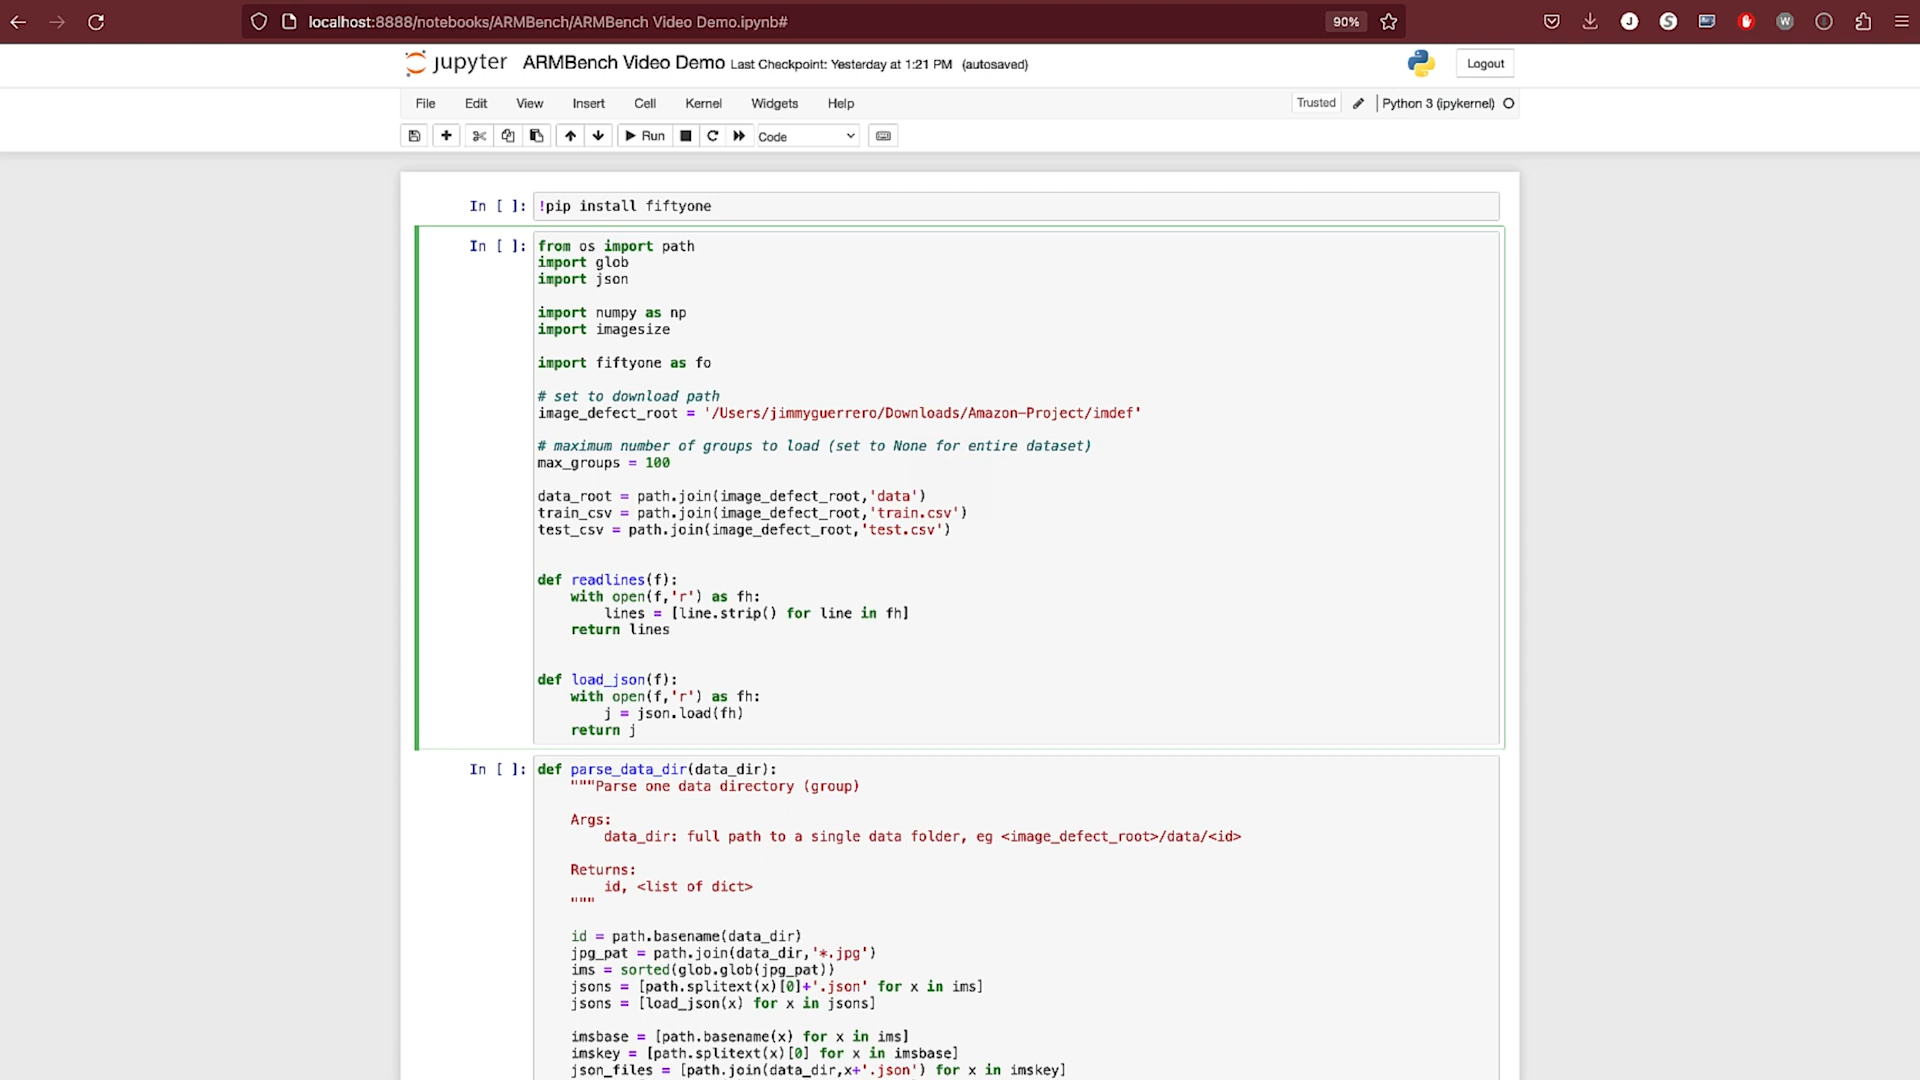 localhost:8888/notebooks/ARMBench/ARMBench Video Demo.ipynb#
90%
J
S
W
jupyter
ARMBench Video Demo Last Checkpoint: Yesterday at 1:21 PM (autosaved)
Logout
File Edit View Insert Cell Kernel Widgets Help
Trusted
Python 3 (ipykernel)
Run
Code
In [ ]: !pip install fiftyone
In [ ]: from os import path
import glob
import json
import numpy as np
import imagesize
import fiftyone as fo
# set to download path
image_defect_root = '/Users/jimmyguerrero/Downloads/Amazon-Project/imdef'
# maximum number of groups to load (set to None for entire dataset)
max_groups = 100
data_root = path.join(image_defect_root,'data')
train_csv = path.join(image_defect_root,'train.csv')
test_csv = path.join(image_defect_root,'test.csv')
def readlines(f):
with open(f,'r') as fh:
lines = [line.strip() for line in fh]
return lines
def load_json(f):
with open(f,'r') as fh:
j = json.load(fh)
return j
In [ ]: def parse_data_dir(data_dir):
"""Parse one data directory (group)
Args:
data_dir: full path to a single data folder, eg <image_defect_root>/data/<id>
Returns:
id, <list of dict>
"""
id = path.basename(data_dir)
jpg_pat = path.join(data_dir,'*.jpg')
ims = sorted(glob.glob(jpg_pat))
jsons = [path.splitext(x)[0]+'.json' for x in ims]
jsons = [load_json(x) for x in jsons]
imsbase = [path.basename(x) for x in ims]
imskey = [path.splitext(x)[0] for x in imsbase]
json_files = [path.join(data_dir,x+'.json') for x in imskey]